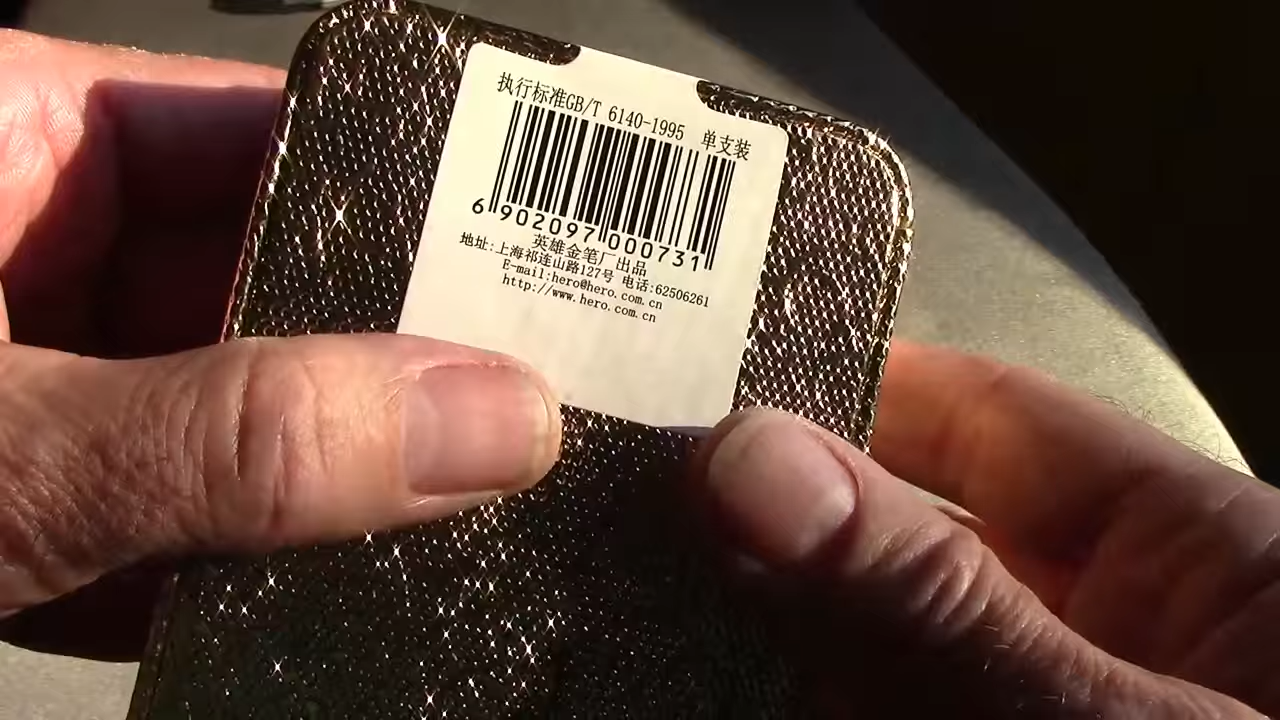 执行标准GB/T 6140-1995 单支装
6 902097 000731
英雄金笔厂出品
地址:上海祁连山路127号 电话:62506261
E-mail:hero@hero.com.cn
http://www.hero.com.cn